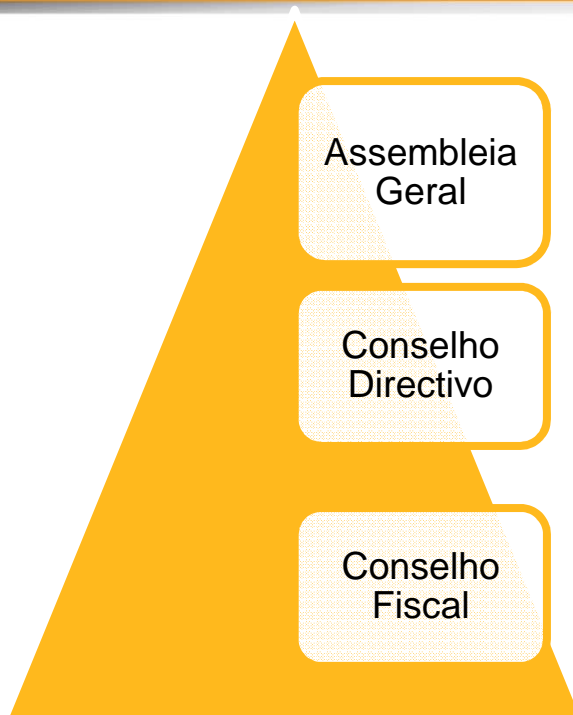 Assembleia
Geral
Conselho
Directivo
Conselho
Fiscal